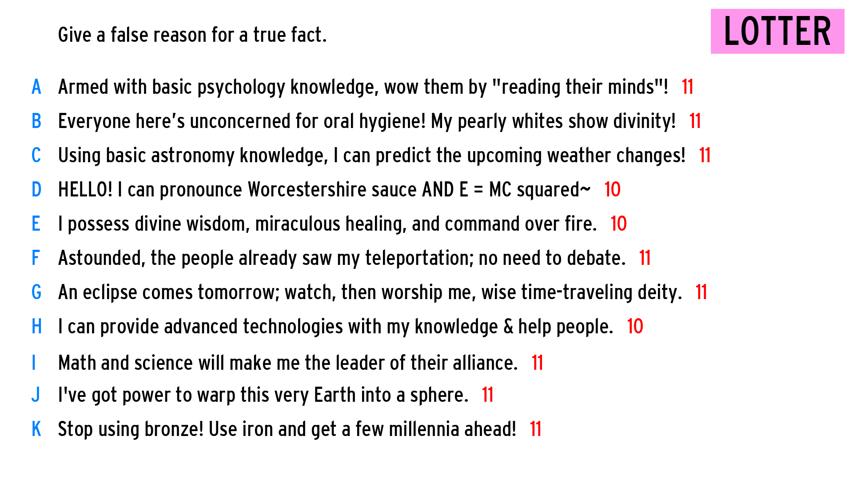 Give a false reason for a true fact.
LOTTER
A Armed with basic psychology knowledge, wow them by "reading their minds"! 11
B Everyone here's unconcerned for oral hygiene! My pearly whites show divinity! 11
C Using basic astronomy knowledge, I can predict the upcoming weather changes! 11
D HELLO! I can pronounce Worcestershire sauce AND E = MC squared~ 10
E I possess divine wisdom, miraculous healing, and command over fire. 10
F Astounded, the people already saw my teleportation; no need to debate. 11
G An eclipse comes tomorrow; watch, then worship me, wise time-traveling deity. 11
H I can provide advanced technologies with my knowledge & help people. 10
I Math and science will make me the leader of their alliance. 11
J I've got power to warp this very Earth into a sphere. 11
K Stop using bronze! Use iron and get a few millennia ahead! 11